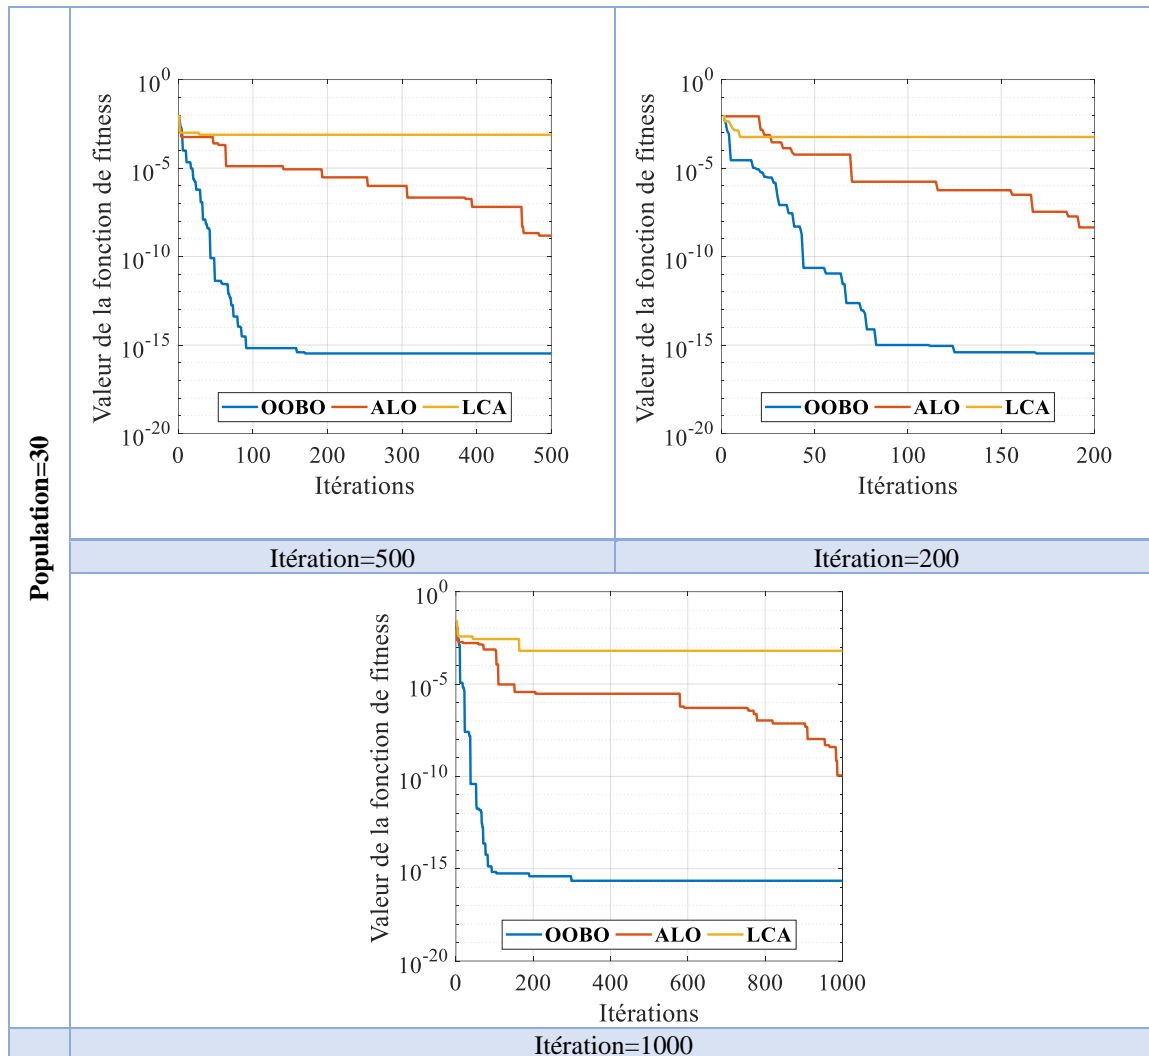 Population=30
Valeur de la fonction de fitness
10^0
10^-5
10^-10
10^-15
10^-20
OOBO ALO LCA
0 100 200 300 400 500
Itérations
Valeur de la fonction de fitness
10^0
10^-5
10^-10
10^-15
10^-20
OOBO ALO LCA
0 50 100 150 200
Itérations
Itération=500
Itération=200
Valeur de la fonction de fitness
10^0
10^-5
10^-10
10^-15
10^-20
OOBO ALO LCA
0 200 400 600 800 1000
Itérations
Itération=1000